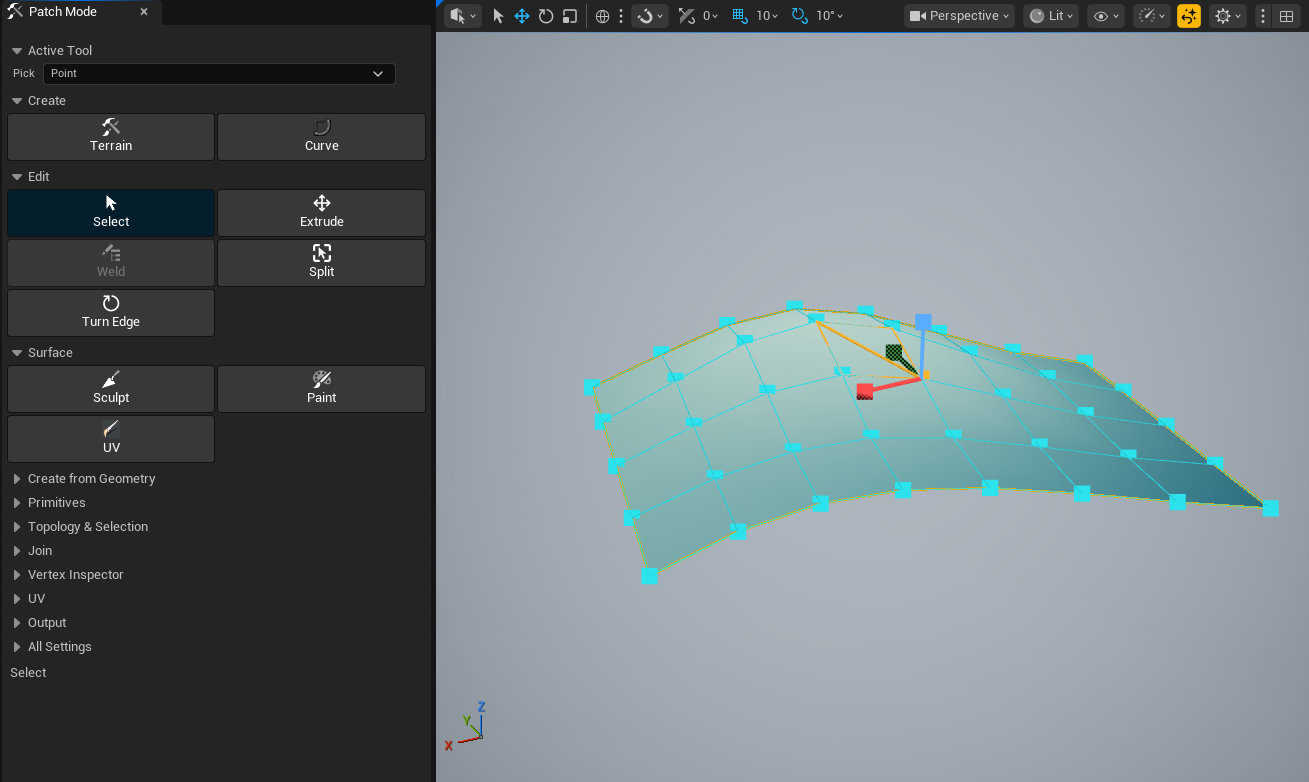 Patch Mode
Active Tool
Pick Point
Create
Terrain Curve
Edit
Select Extrude
Weld Split
Turn Edge
Surface
Sculpt Paint
UV
Create from Geometry
Primitives
Topology & Selection
Join
Vertex Inspector
UV
Output
All Settings
Select
0 10 10° Perspective Lit
Z
Y
X